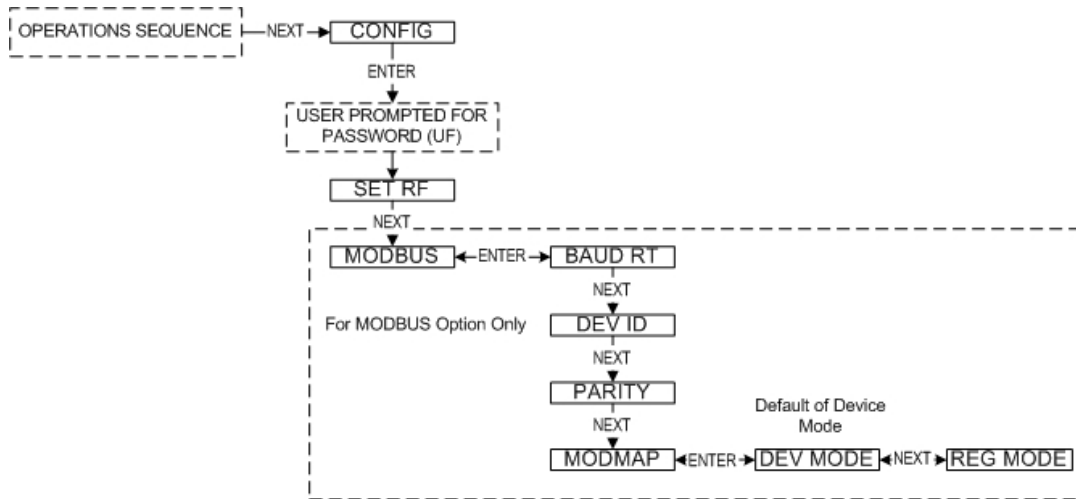 OPERATIONS SEQUENCE
NEXT
CONFIG
ENTER
USER PROMPTED FOR
PASSWORD (UF)
SET RF
NEXT
MODBUS
ENTER
BAUD RT
NEXT
For MODBUS Option Only
DEV ID
NEXT
PARITY
NEXT
Default of Device
Mode
MODMAP
ENTER
DEV MODE
NEXT
REG MODE